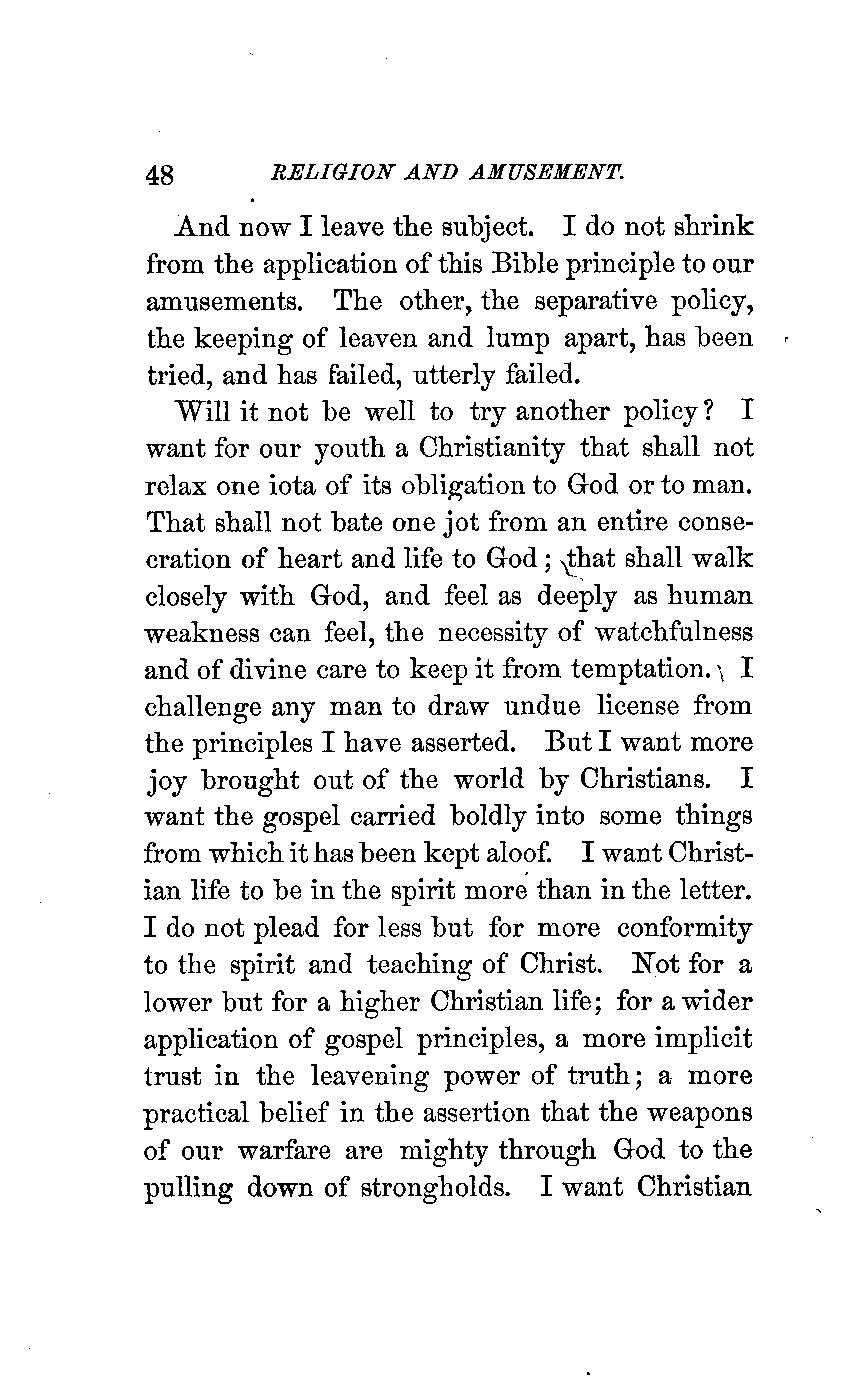 48 RELIGION AND AMUSEMENT.
And now I leave the subject. I do not shrink
from the application of this Bible principle to our
amusements. The other, the separative policy,
the keeping of leaven and lump apart, has been
tried, and has failed, utterly failed.
Will it not be well to try another policy? I
want for our youth a Christianity that shall not
relax one iota of its obligation to God or to man.
That shall not bate one jot from an entire conse-
cration of heart and life to God; that shall walk
closely with God, and feel as deeply as human
weakness can feel, the necessity of watchfulness
and of divine care to keep it from temptation. I
challenge any man to draw undue license from
the principles I have asserted. But I want more
joy brought out of the world by Christians. I
want the gospel carried boldly into some things
from which it has been kept aloof. I want Christ-
ian life to be in the spirit more than in the letter.
I do not plead for less but for more conformity
to the spirit and teaching of Christ. Not for a
lower but for a higher Christian life; for a wider
application of gospel principles, a more implicit
trust in the leavening power of truth; a more
practical belief in the assertion that the weapons
of our warfare are mighty through God to the
pulling down of strongholds. I want Christian